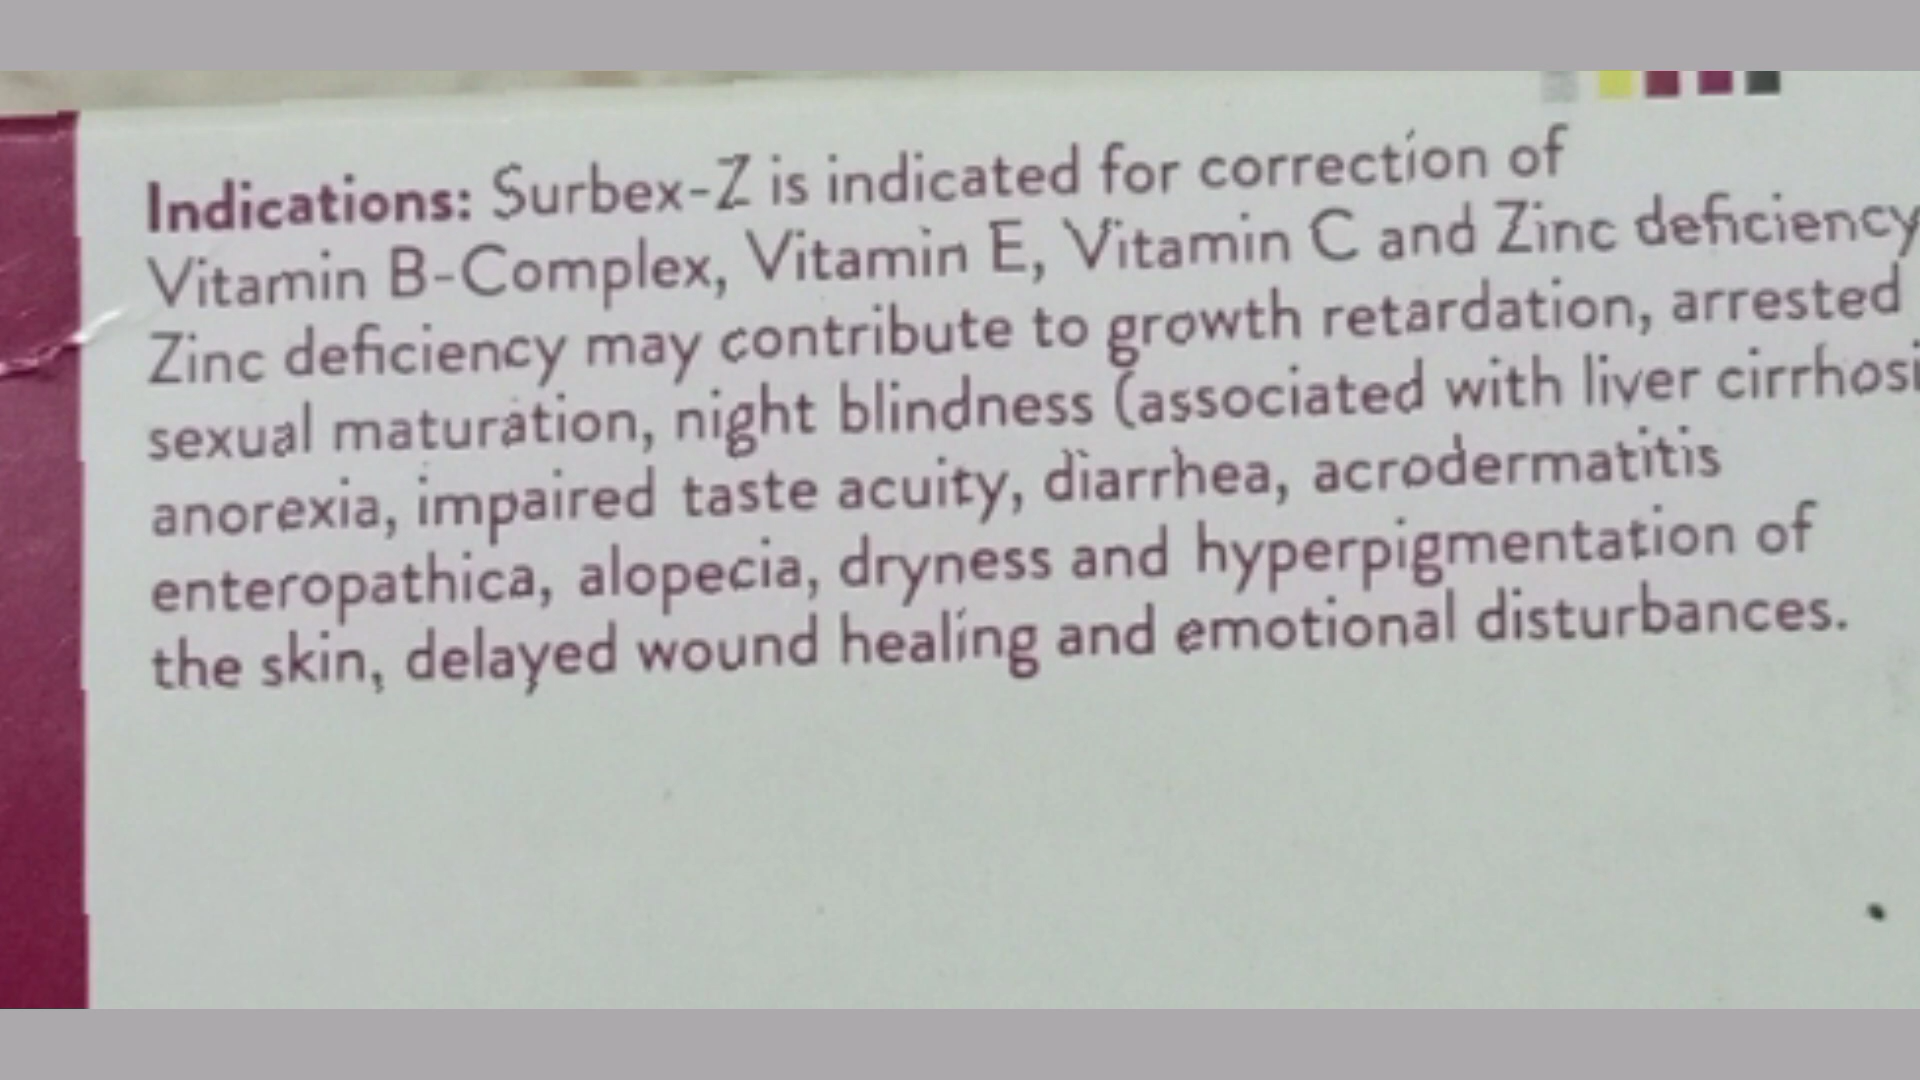 Indications: Surbex-Z is indicated for correction of
Vitamin B-Complex, Vitamin E, Vitamin C and Zinc deficiency
Zinc deficiency may contribute to growth retardation, arrested
sexual maturation, night blindness (associated with liver cirrhosi
anorexia, impaired taste acuity, diarrhea, acrodermatitis
enteropathica, alopecia, dryness and hyperpigmentation of
the skin, delayed wound healing and emotional disturbances.